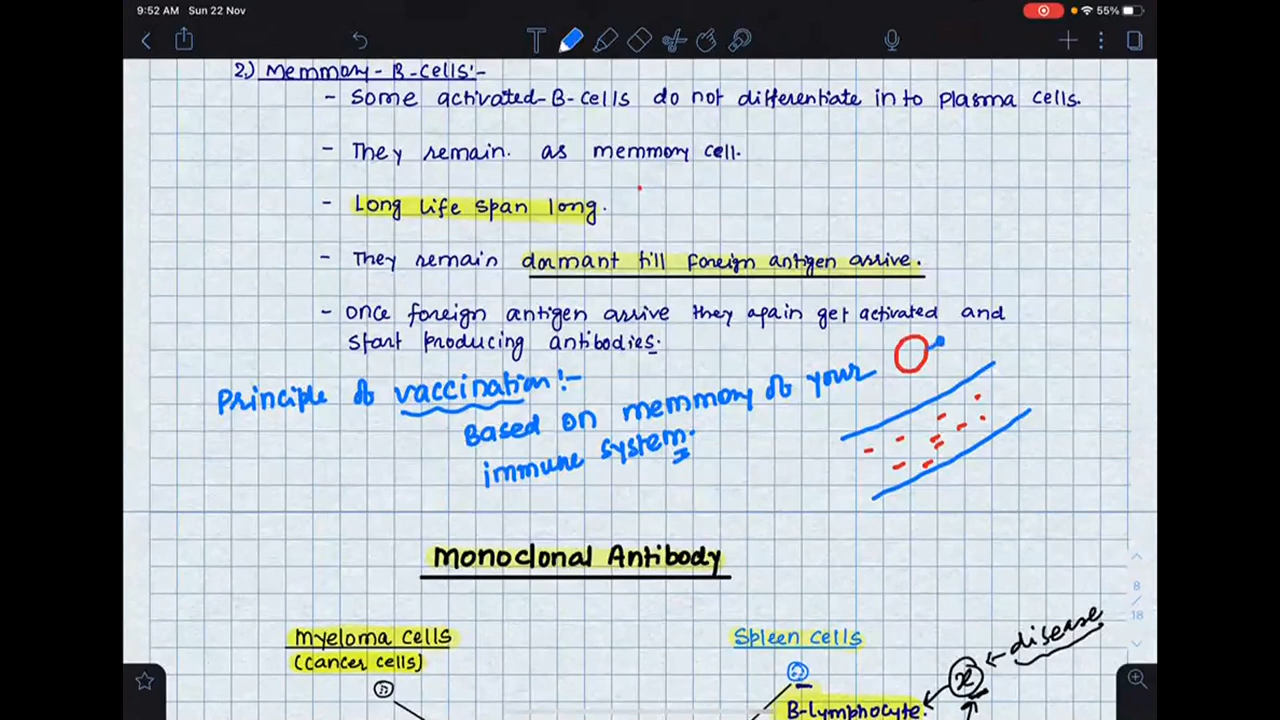 9:52 AM Sun 22 Nov
55%
2.) Memmory - B-cells:-
- Some activated-B-cells do not differentiate in to plasma cells.
- They remain. as memmory cell.
- Long life span long.
- They remain dormant till foreign antigen arrive.
- once foreign antigen arrive they again get activated and
start producing antibodies.
Principle of vaccination:-
Based on memmory of your
immune system.
Monoclonal Antibody
Myeloma cells
(cancer cells)
Spleen cells
disease
x
B-lymphocyte.
8
/
18